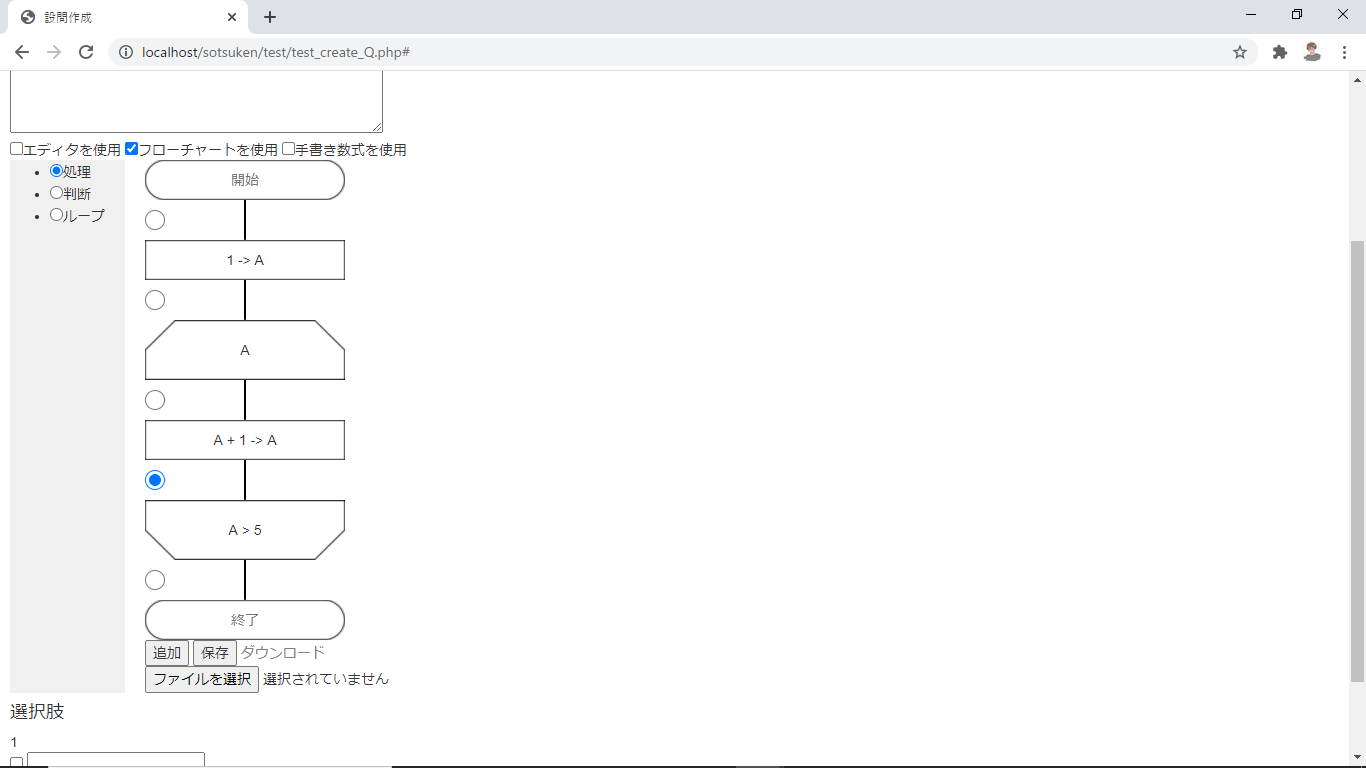 設問作成
localhost/sotsuken/test/test_create_Q.php#
エディタを使用 フローチャートを使用 手書き数式を使用
処理
判断
ループ
開始
1 -> A
A
A + 1 -> A
A > 5
終了
追加 保存 ダウンロード
ファイルを選択 選択されていません
選択肢
1